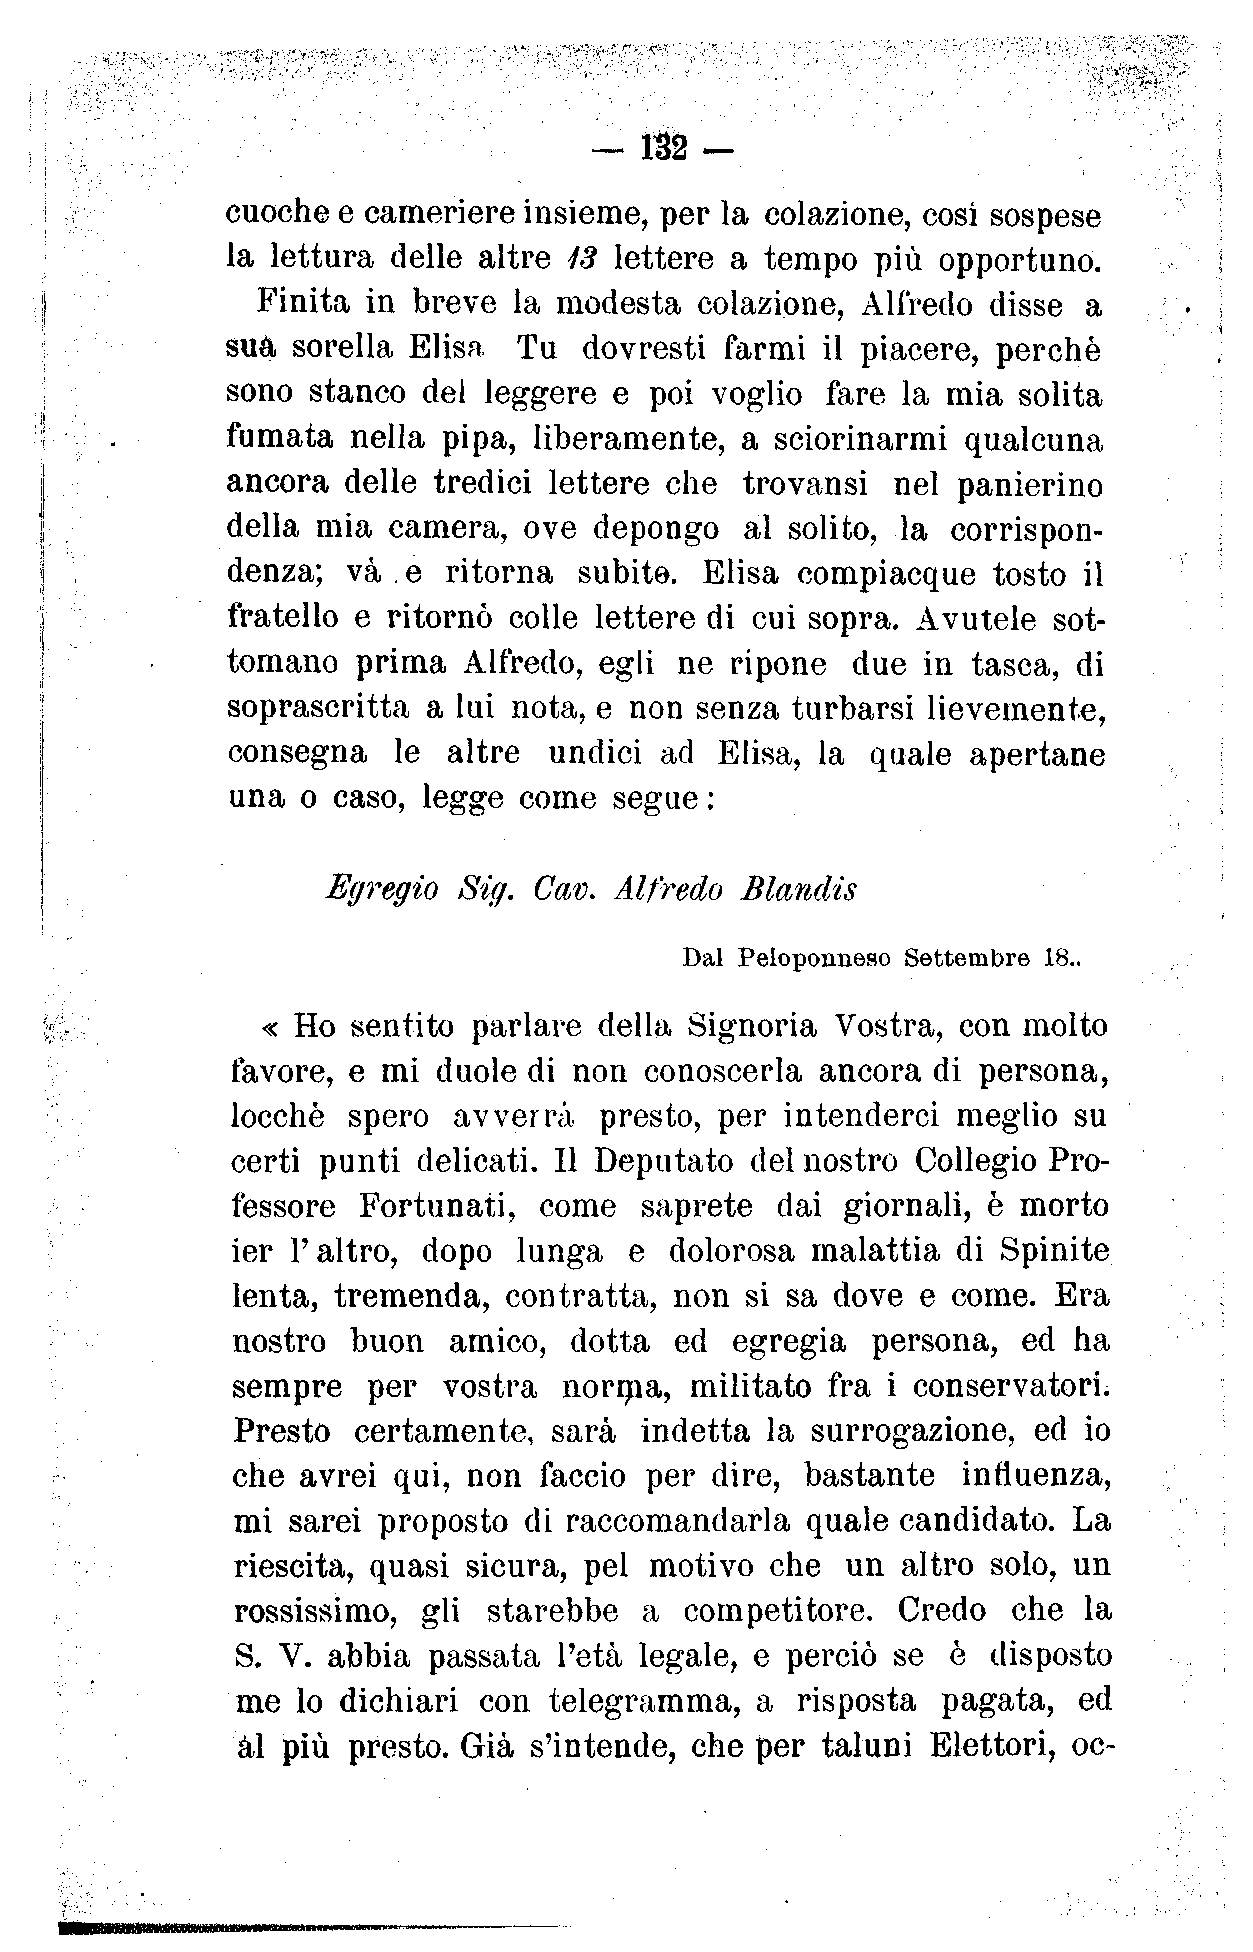 — 132 —
cuoche e cameriere insieme, per la colazione, così sospese
la lettura delle altre 13 lettere a tempo più opportuno.
Finita in breve la modesta colazione, Alfredo disse a
sua sorella Elisa Tu dovresti farmi il piacere, perchè
sono stanco del leggere e poi voglio fare la mia solita
fumata nella pipa, liberamente, a sciorinarmi qualcuna
ancora delle tredici lettere che trovansi nel panierino
della mia camera, ove depongo al solito, la corrispon-
denza; và e ritorna subito. Elisa compiacque tosto il
fratello e ritornò colle lettere di cui sopra. Avutele sot-
tomano prima Alfredo, egli ne ripone due in tasca, di
soprascritta a lui nota, e non senza turbarsi lievemente,
consegna le altre undici ad Elisa, la quale apertane
una o caso, legge come segue:
Egregio Sig. Cav. Alfredo Blandis
Dal Peloponneso Settembre 18..
« Ho sentito parlare della Signoria Vostra, con molto
favore, e mi duole di non conoscerla ancora di persona,
locchè spero avverrà presto, per intenderci meglio su
certi punti delicati. Il Deputato del nostro Collegio Pro-
fessore Fortunati, come saprete dai giornali, è morto
ier l'altro, dopo lunga e dolorosa malattia di Spinite
lenta, tremenda, contratta, non si sa dove e come. Era
nostro buon amico, dotta ed egregia persona, ed ha
sempre per vostra norma, militato fra i conservatori.
Presto certamente, sarà indetta la surrogazione, ed io
che avrei qui, non faccio per dire, bastante influenza,
mi sarei proposto di raccomandarla quale candidato. La
riescita, quasi sicura, pel motivo che un altro solo, un
rossissimo, gli starebbe a competitore. Credo che la
S. V. abbia passata l'età legale, e perciò se è disposto
me lo dichiari con telegramma, a risposta pagata, ed
al più presto. Già s'intende, che per taluni Elettori, oc-